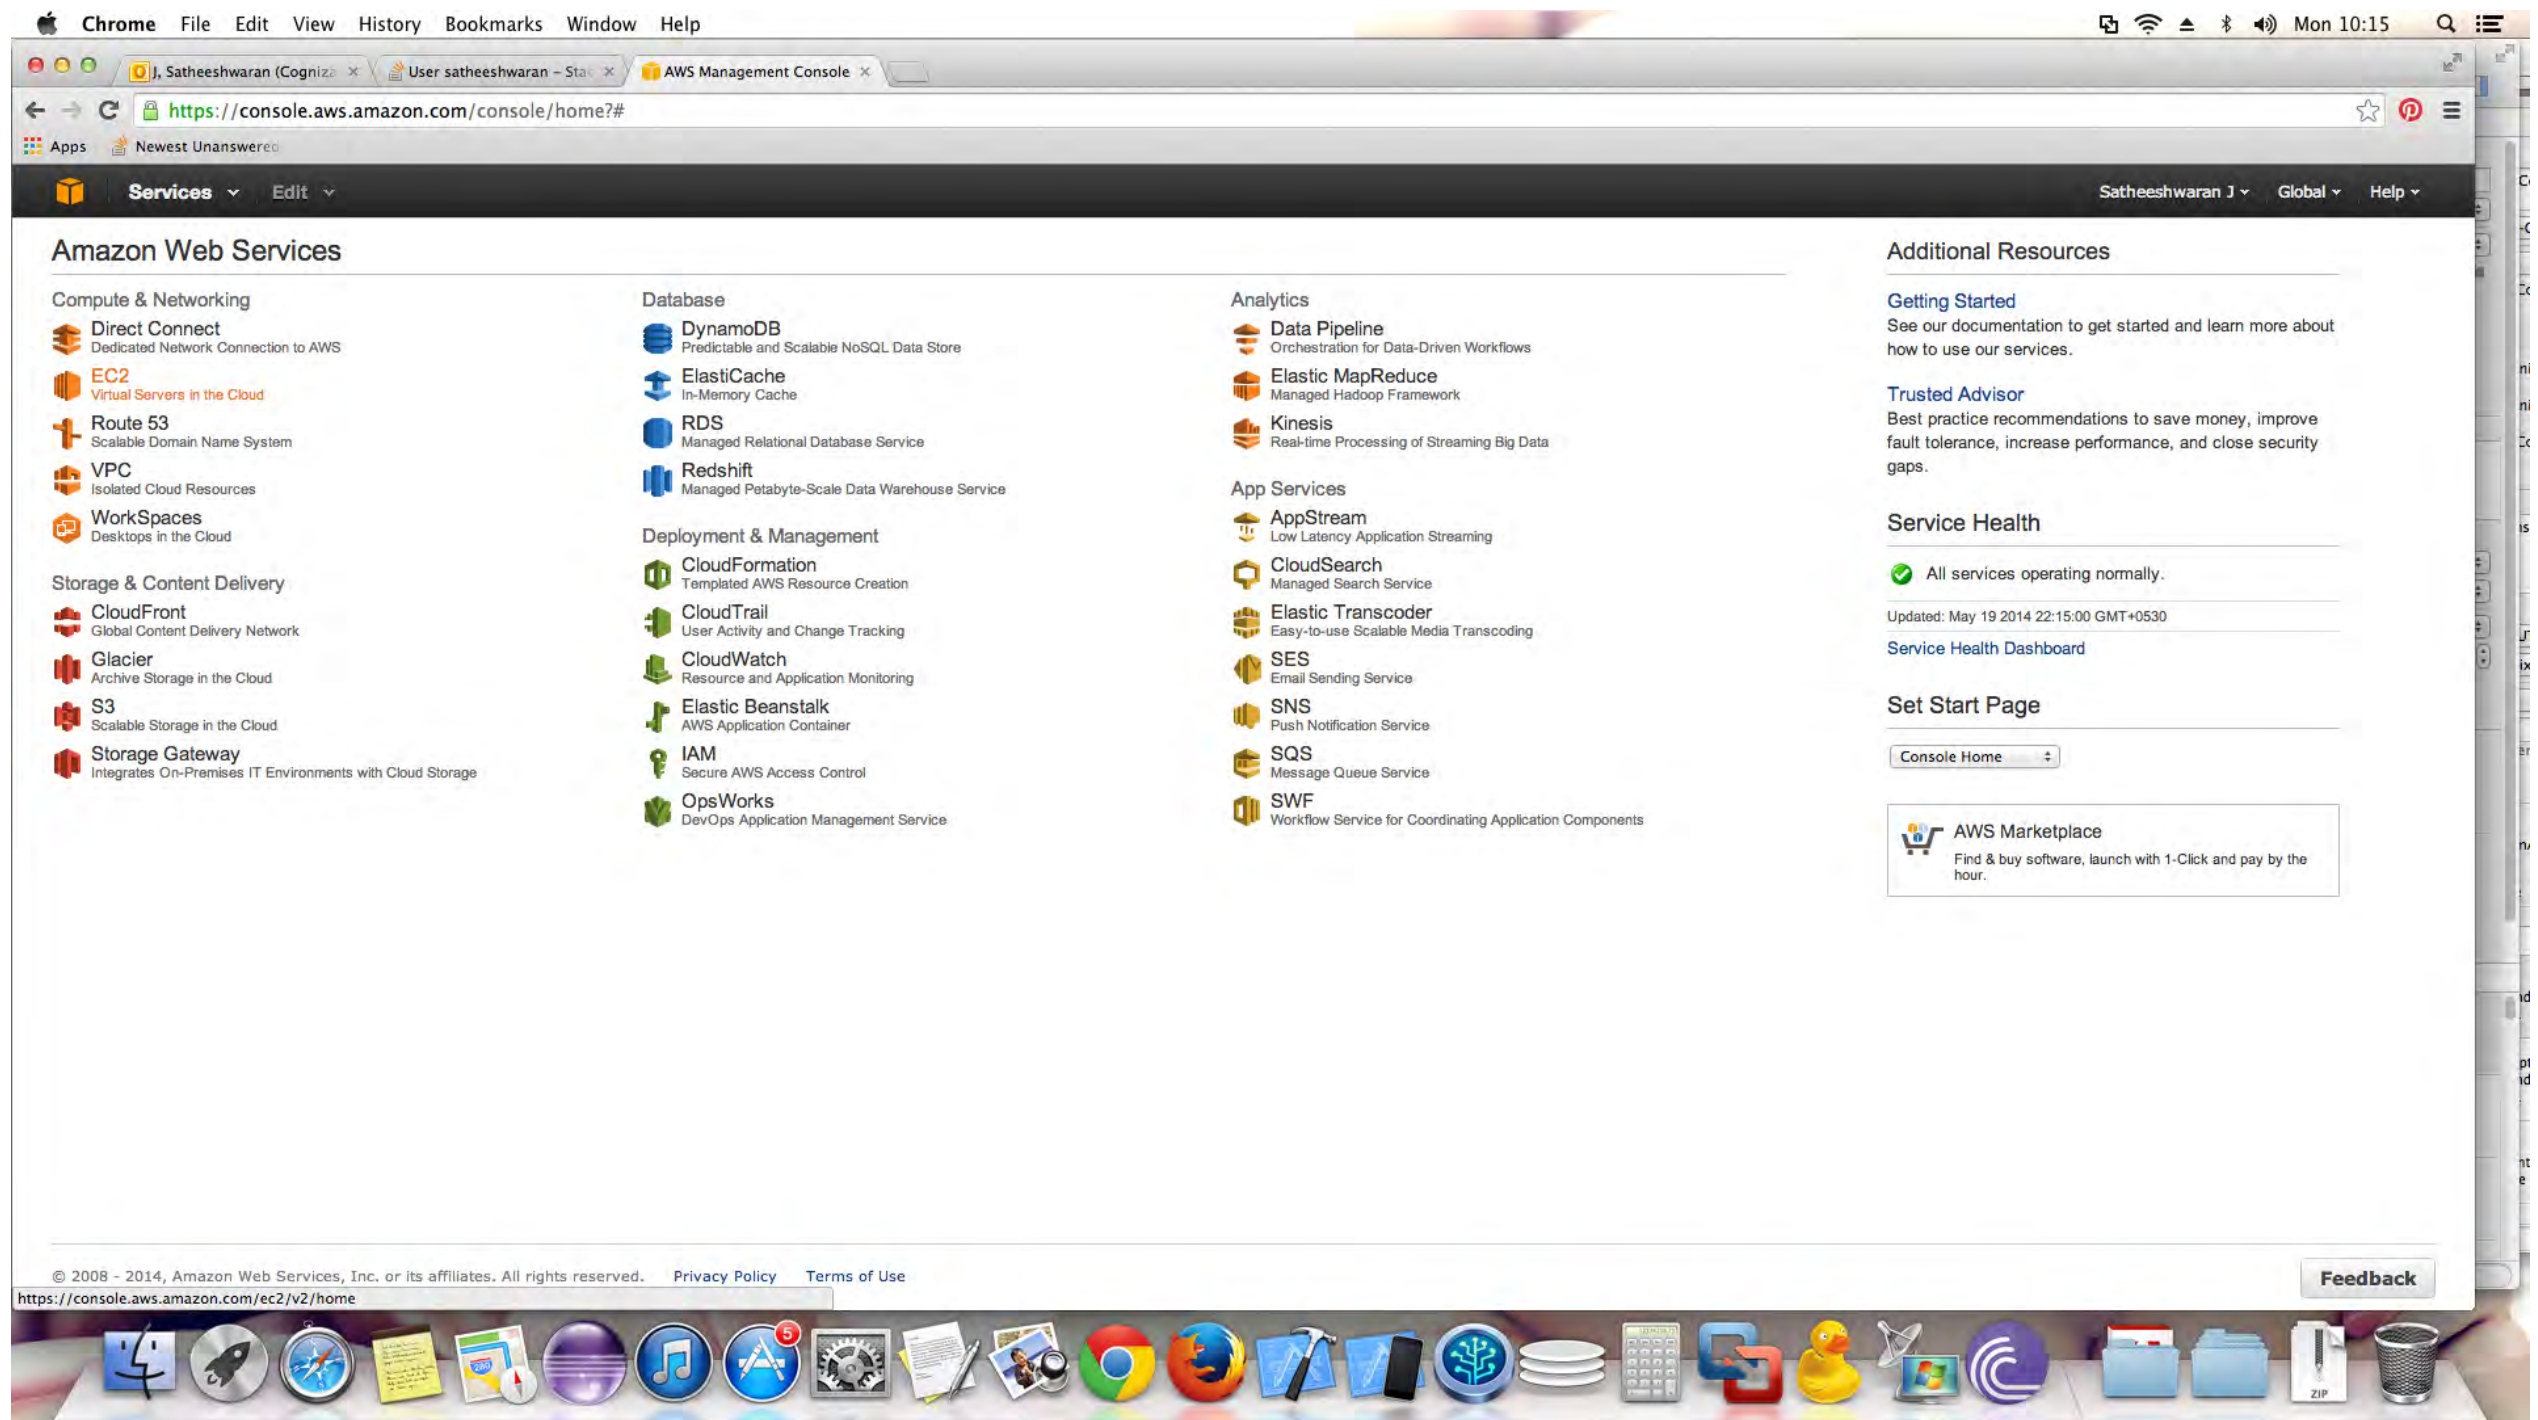 Chrome File Edit View History Bookmarks Window Help Mon 10:15
J, Satheeshwaran (Cogniza User satheeshwaran – Stac AWS Management Console
https://console.aws.amazon.com/console/home?#
Apps Newest Unanswered
Services Edit Satheeshwaran J Global Help
Amazon Web Services
Compute & Networking
Direct Connect
Dedicated Network Connection to AWS
EC2
Virtual Servers in the Cloud
Route 53
Scalable Domain Name System
VPC
Isolated Cloud Resources
WorkSpaces
Desktops in the Cloud
Storage & Content Delivery
CloudFront
Global Content Delivery Network
Glacier
Archive Storage in the Cloud
S3
Scalable Storage in the Cloud
Storage Gateway
Integrates On-Premises IT Environments with Cloud Storage
Database
DynamoDB
Predictable and Scalable NoSQL Data Store
ElastiCache
In-Memory Cache
RDS
Managed Relational Database Service
Redshift
Managed Petabyte-Scale Data Warehouse Service
Deployment & Management
CloudFormation
Templated AWS Resource Creation
CloudTrail
User Activity and Change Tracking
CloudWatch
Resource and Application Monitoring
Elastic Beanstalk
AWS Application Container
IAM
Secure AWS Access Control
OpsWorks
DevOps Application Management Service
Analytics
Data Pipeline
Orchestration for Data-Driven Workflows
Elastic MapReduce
Managed Hadoop Framework
Kinesis
Real-time Processing of Streaming Big Data
App Services
AppStream
Low Latency Application Streaming
CloudSearch
Managed Search Service
Elastic Transcoder
Easy-to-use Scalable Media Transcoding
SES
Email Sending Service
SNS
Push Notification Service
SQS
Message Queue Service
SWF
Workflow Service for Coordinating Application Components
Additional Resources
Getting Started
See our documentation to get started and learn more about
how to use our services.
Trusted Advisor
Best practice recommendations to save money, improve
fault tolerance, increase performance, and close security
gaps.
Service Health
All services operating normally.
Updated: May 19 2014 22:15:00 GMT+0530
Service Health Dashboard
Set Start Page
Console Home
AWS Marketplace
Find & buy software, launch with 1-Click and pay by the
hour.
© 2008 - 2014, Amazon Web Services, Inc. or its affiliates. All rights reserved. Privacy Policy Terms of Use
Feedback
https://console.aws.amazon.com/ec2/v2/home
5
280
ZIP